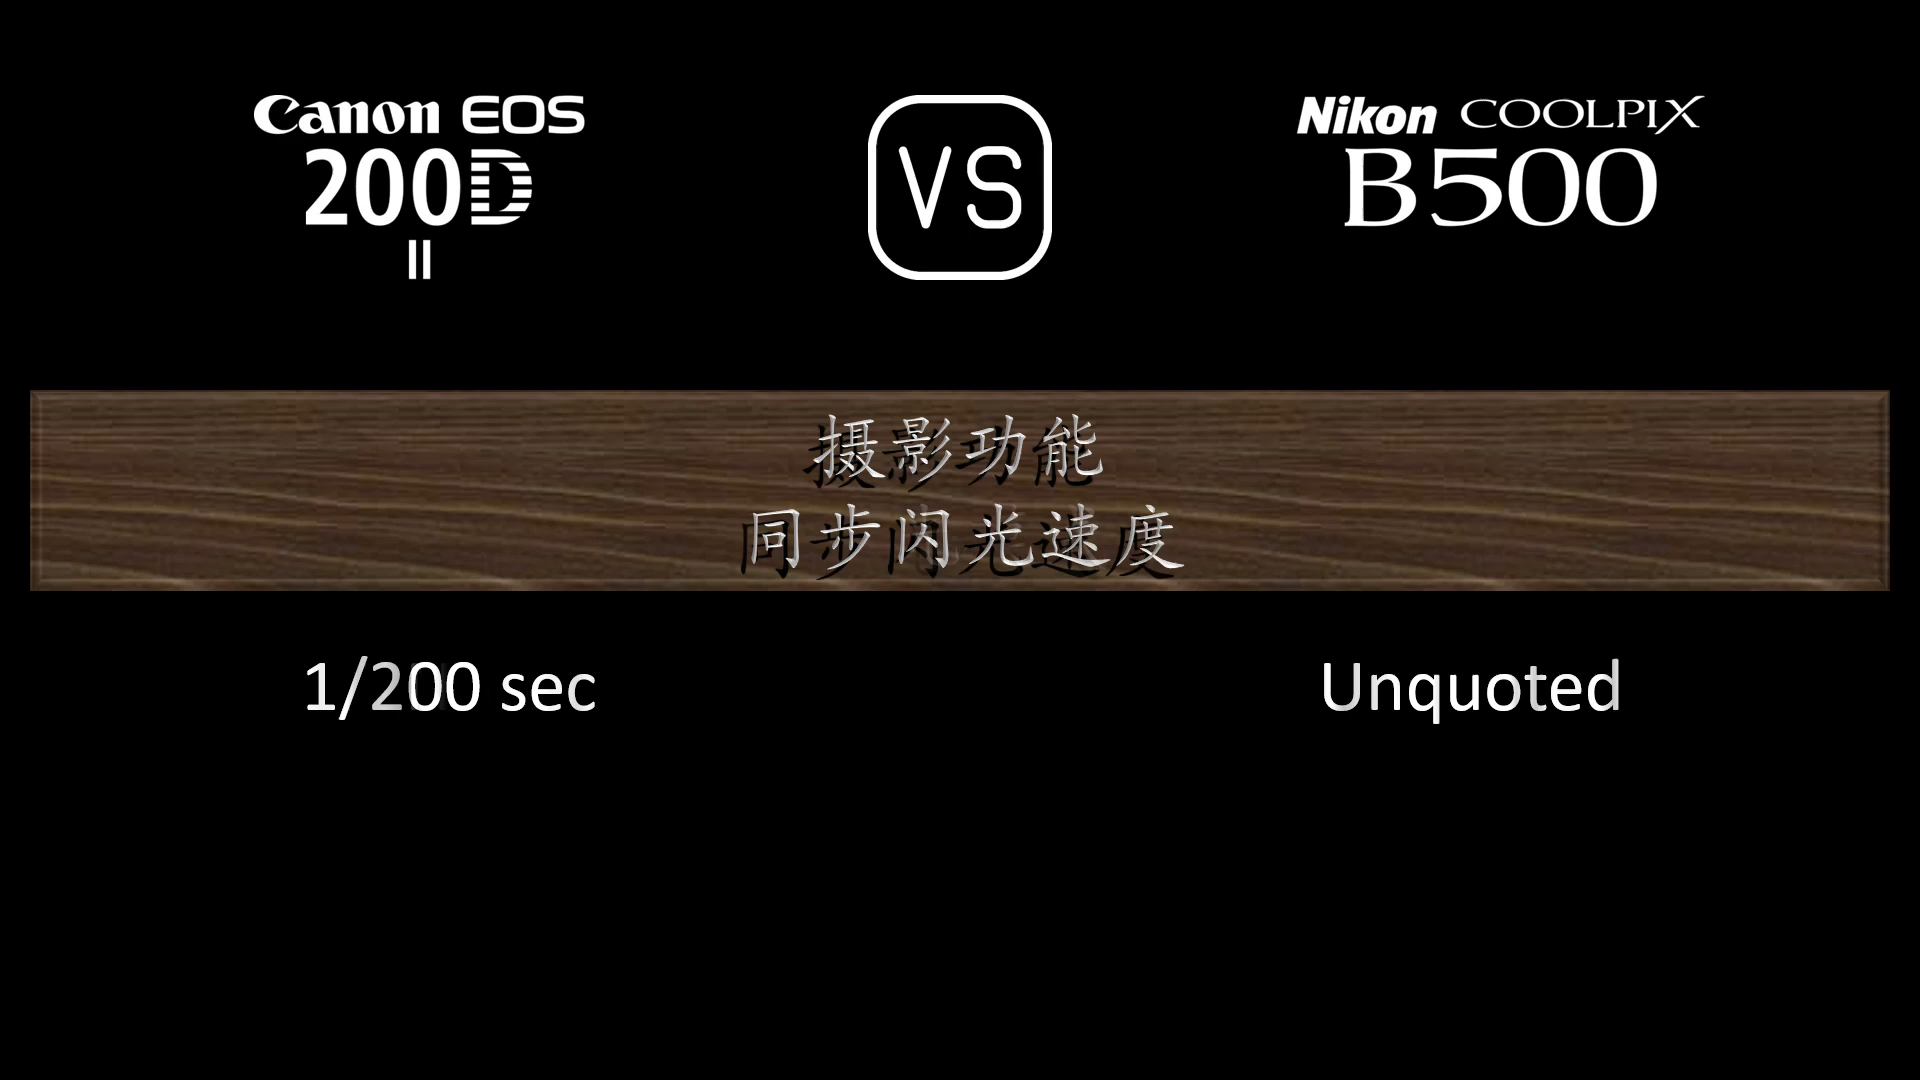 Canon EOS
200D
II
VS
Nikon COOLPIX
B500
摄影功能
同步闪光速度
1/200 sec
Unquoted